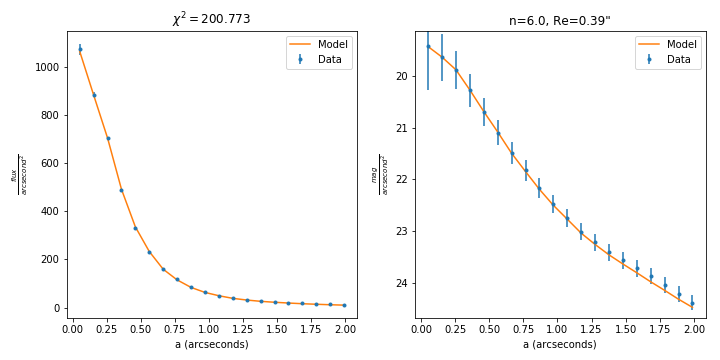 χ² = 200.773
Model
Data
1000
800
600
400
200
0
flux
arcsecond²
0.00 0.25 0.50 0.75 1.00 1.25 1.50 1.75 2.00
a (arcseconds)
n=6.0, Re=0.39"
Model
Data
20
21
22
23
24
mag
arcsecond²
0.00 0.25 0.50 0.75 1.00 1.25 1.50 1.75 2.00
a (arcseconds)